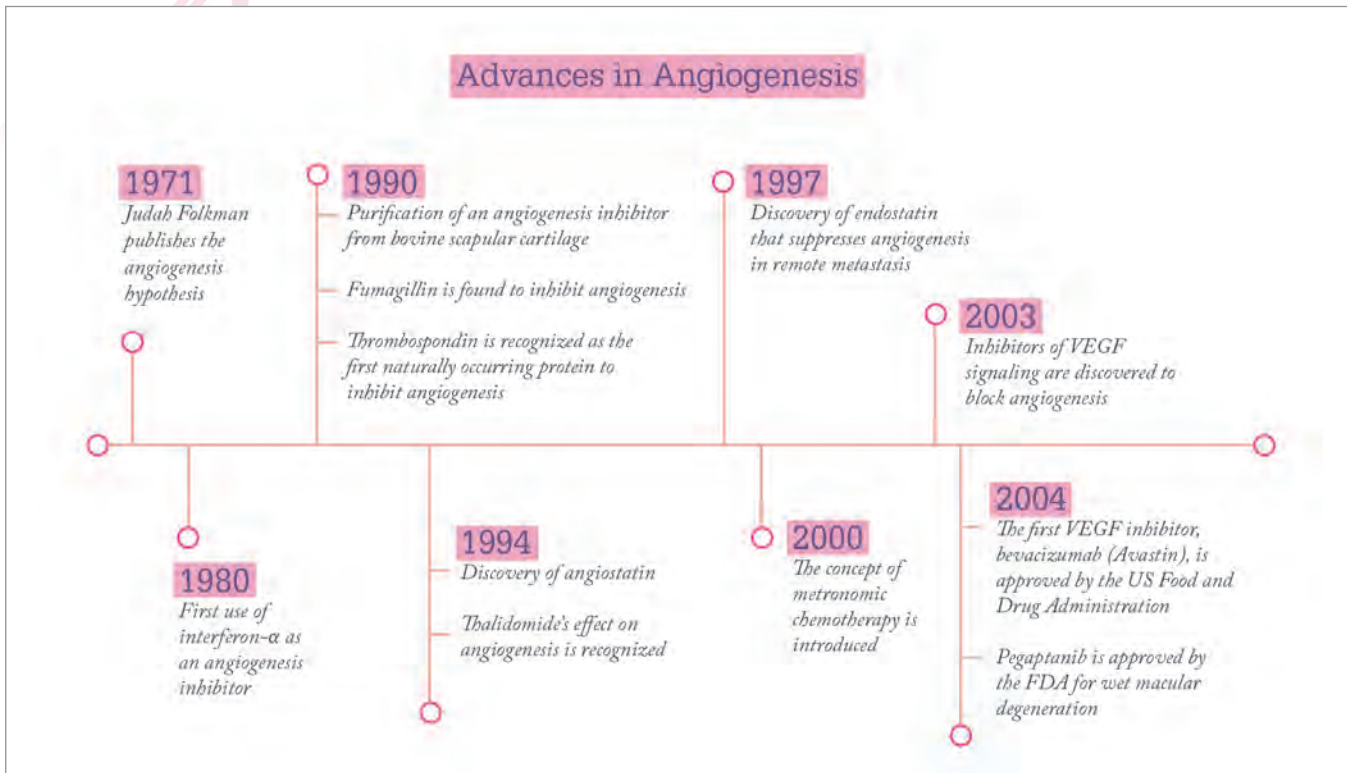 Advances in Angiogenesis
1971
Judah Folkman
publishes the
angiogenesis
hypothesis
1980
First use of
interferon-α as
an angiogenesis
inhibitor
1990
Purification of an angiogenesis inhibitor
from bovine scapular cartilage
Fumagillin is found to inhibit angiogenesis
Thrombospondin is recognized as the
first naturally occurring protein to
inhibit angiogenesis
1994
Discovery of angiostatin
Thalidomide's effect on
angiogenesis is recognized
1997
Discovery of endostatin
that suppresses angiogenesis
in remote metastasis
2000
The concept of
metronomic
chemotherapy is
introduced
2003
Inhibitors of VEGF
signaling are discovered to
block angiogenesis
2004
The first VEGF inhibitor,
bevacizumab (Avastin), is
approved by the US Food and
Drug Administration
Pegaptanib is approved by
the FDA for wet macular
degeneration